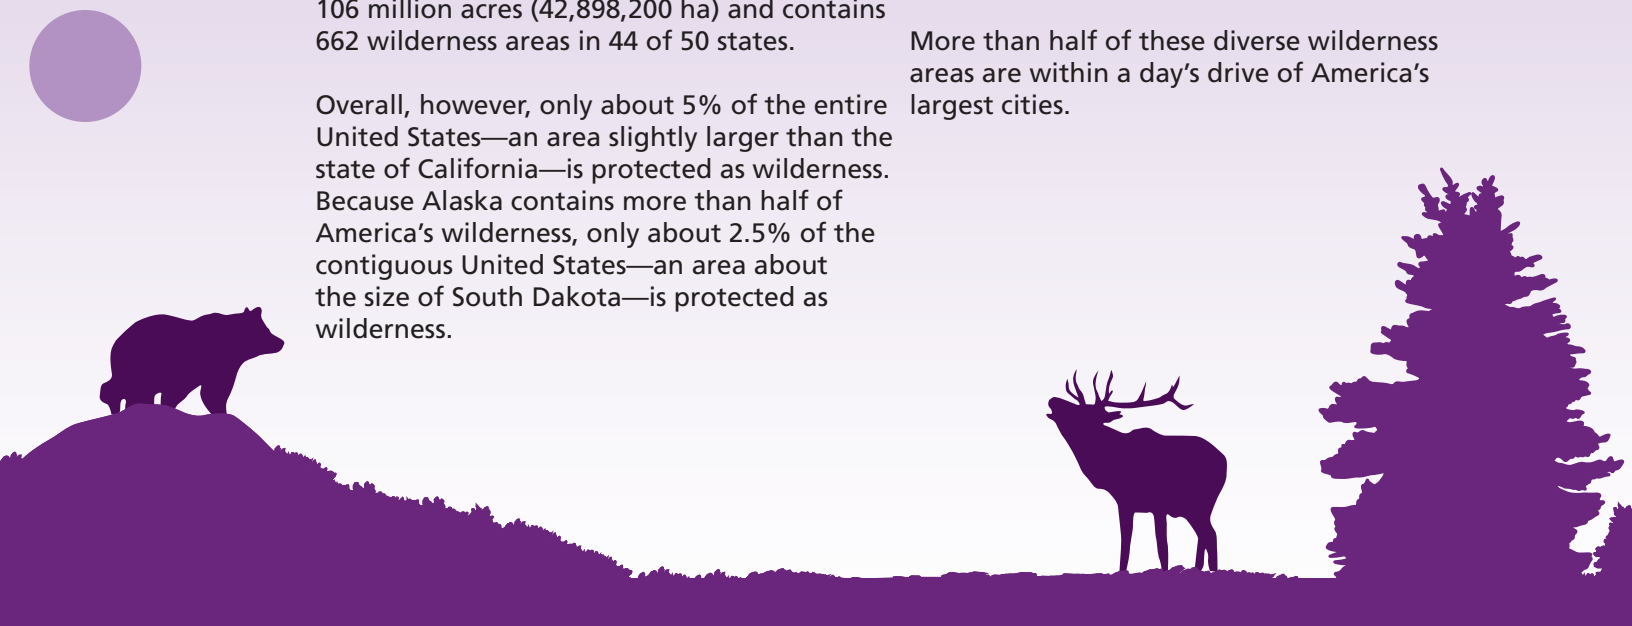 106 million acres (42,898,200 ha) and contains
662 wilderness areas in 44 of 50 states.
Overall, however, only about 5% of the entire
United States—an area slightly larger than the
state of California—is protected as wilderness.
Because Alaska contains more than half of
America’s wilderness, only about 2.5% of the
contiguous United States—an area about
the size of South Dakota—is protected as
wilderness.
More than half of these diverse wilderness
areas are within a day’s drive of America’s
largest cities.